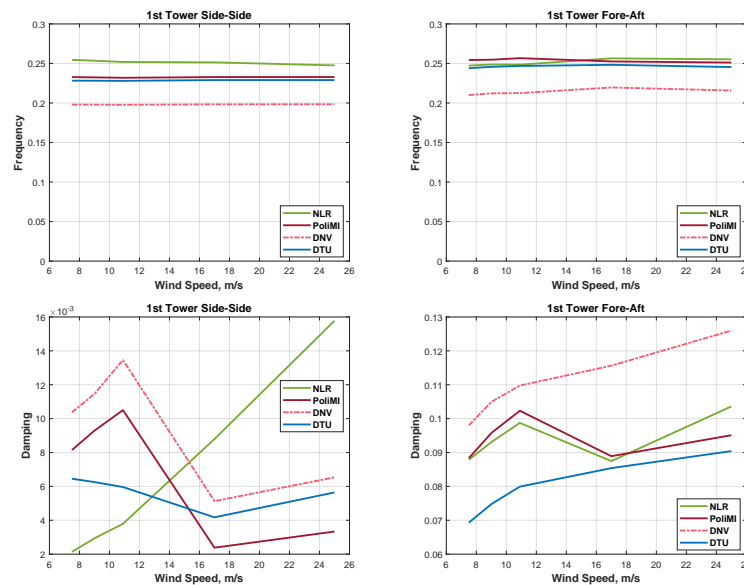 1st Tower Side-Side
0.3
0.25
0.2
0.15
0.1
0.05
0
Frequency
NLR
PoliMI
DNV
DTU
6 8 10 12 14 16 18 20 22 24 26
Wind Speed, m/s
1st Tower Fore-Aft
0.3
0.25
0.2
0.15
0.1
0.05
0
Frequency
NLR
PoliMI
DNV
DTU
6 8 10 12 14 16 18 20 22 24 26
Wind Speed, m/s
1st Tower Side-Side
×10-3
16
14
12
10
8
6
4
2
Damping
NLR
PoliMI
DNV
DTU
6 8 10 12 14 16 18 20 22 24 26
Wind Speed, m/s
1st Tower Fore-Aft
0.13
0.12
0.11
0.1
0.09
0.08
0.07
0.06
Damping
NLR
PoliMI
DNV
DTU
6 8 10 12 14 16 18 20 22 24 26
Wind Speed, m/s